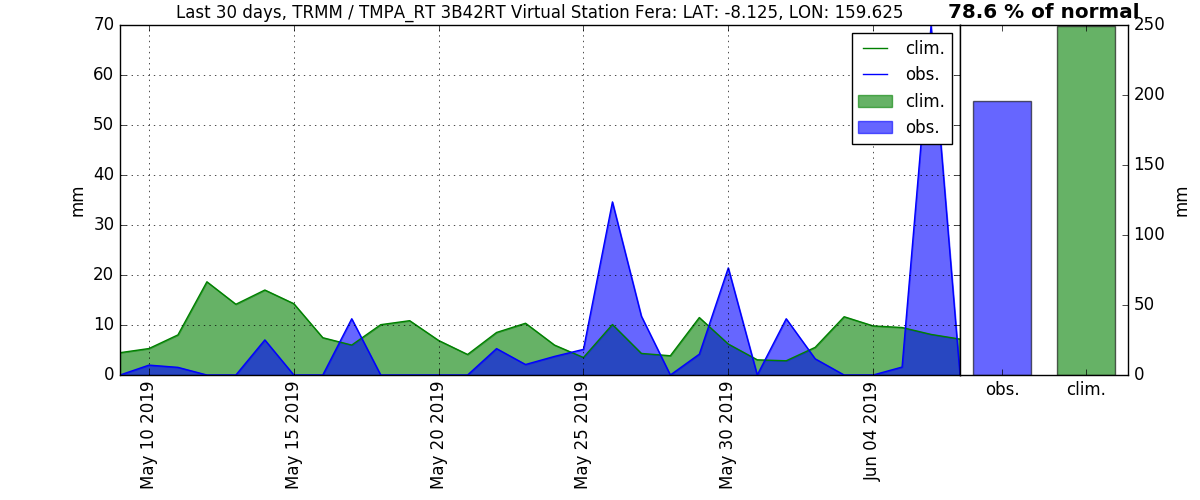 Last 30 days, TRMM / TMPA_RT 3B42RT Virtual Station Fera: LAT: -8.125, LON: 159.625
78.6 % of normal
70
60
50
40
30
20
10
0
mm
clim.
obs.
clim.
obs.
250
200
150
100
50
0
mm
obs.
clim.
May 10 2019
May 15 2019
May 20 2019
May 25 2019
May 30 2019
Jun 04 2019